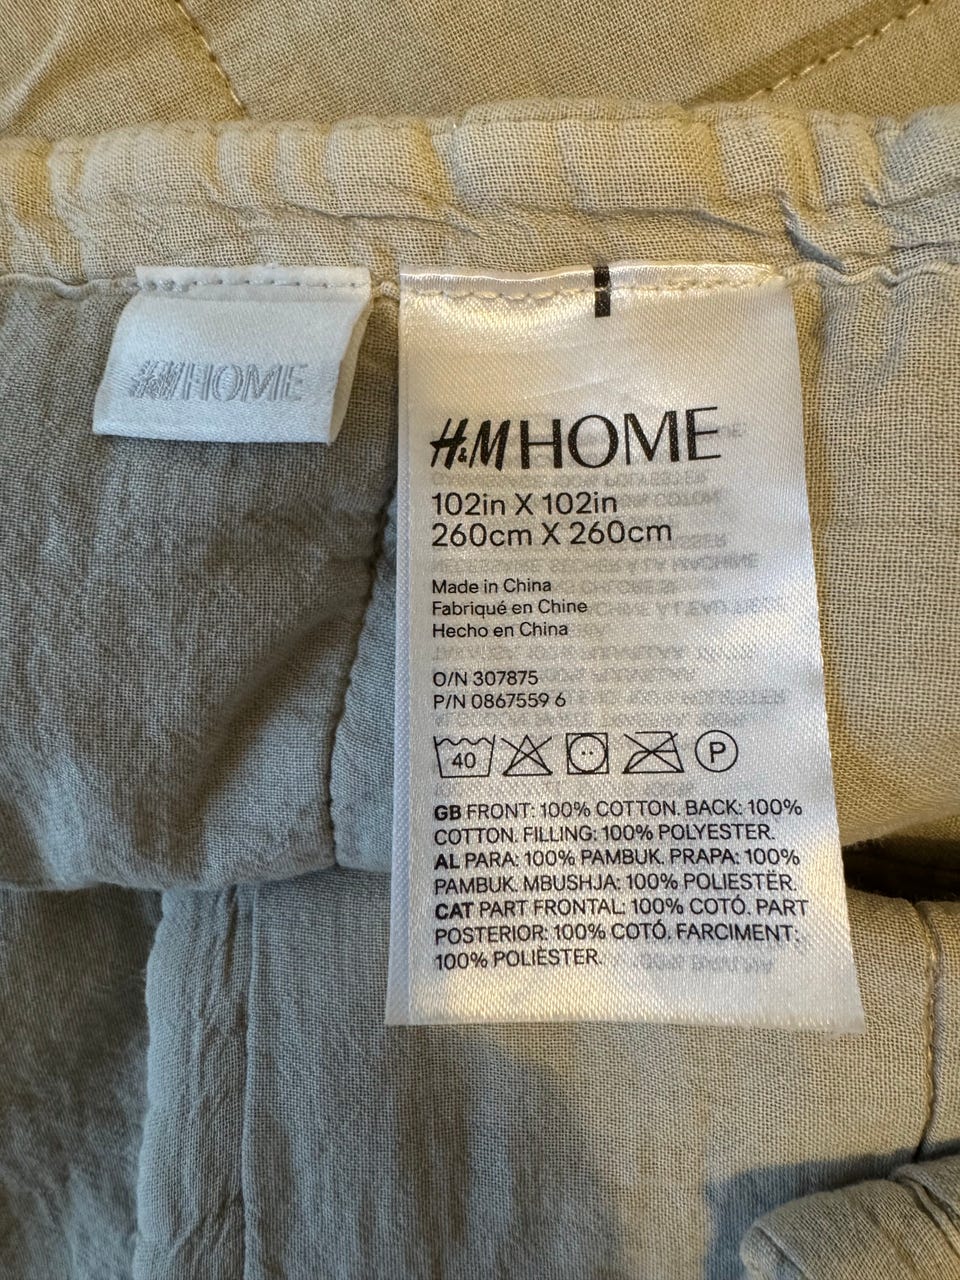 H&M HOME
H&M HOME
102in X 102in
260cm X 260cm
Made in China
Fabriqué en Chine
Hecho en China
O/N 307875
P/N 0867559 6
40
P
GB FRONT: 100% COTTON. BACK: 100%
COTTON. FILLING: 100% POLYESTER.
AL PARA: 100% PAMBUK. PRAPA: 100%
PAMBUK. MBUSHJA: 100% POLIESTËR.
CAT PART FRONTAL: 100% COTÓ. PART
POSTERIOR: 100% COTÓ. FARCIMENT:
100% POLIÈSTER.